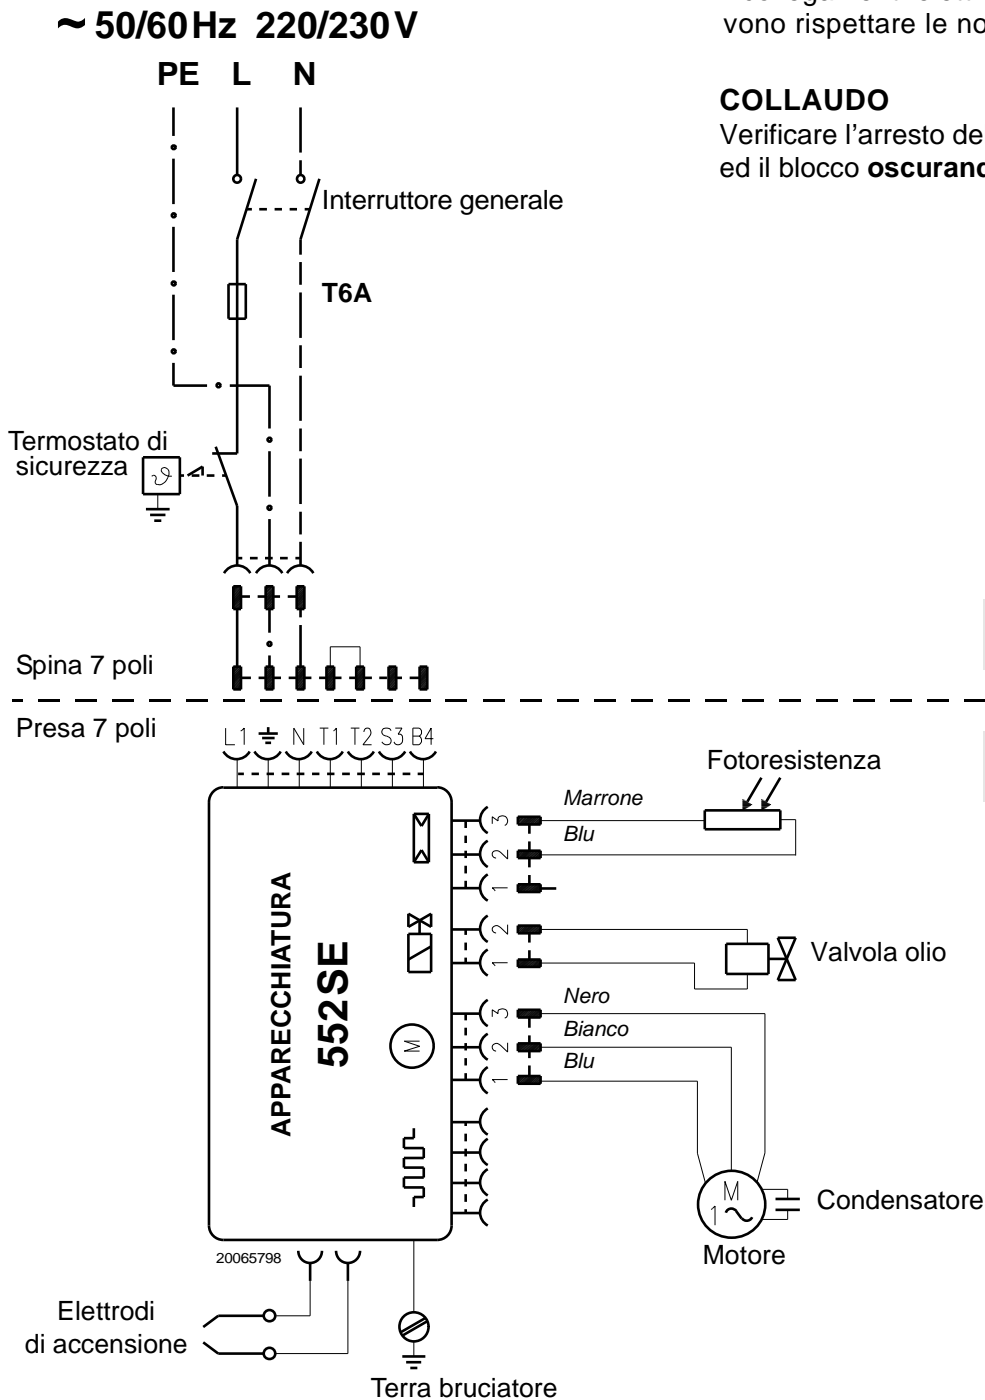 ~ 50/60 Hz 220/230 V
PE L N
vono rispettare le no
COLLAUDO
Verificare l’arresto de
ed il blocco oscuranc
Interruttore generale
T6A
Termostato di
sicurezza
ϑ
Spina 7 poli
Presa 7 poli
L1 N T1 T2 S3 B4
Fotoresistenza
Marrone
3
Blu
2
1
APPARECCHIATURA
552SE
2
1
Valvola olio
Nero
3
Bianco
M
2
Blu
1
M
1
Condensatore
Motore
20065798
Elettrodi
di accensione
Terra bruciatore